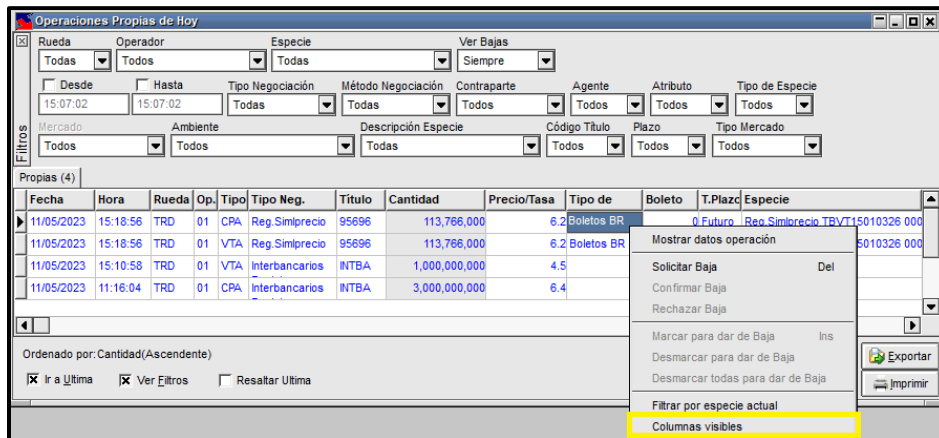 Operaciones Propias de Hoy
Rueda Operador Especie Ver Bajas
Todas Todos Todas Siempre
Desde Hasta Tipo Negociación Método Negociación Contraparte Agente Atributo Tipo de Especie
15:07:02 15:07:02 Todas Todas Todos Todos Todos Todos
Mercado Ambiente Descripción Especie Código Título Plazo Tipo Mercado
Todos Todos Todas Todos Todos Todos
Filtros
Propias (4)
Fecha Hora Rueda Op. Tipo Tipo Neg. Título Cantidad Precio/Tasa Tipo de Boleto T.Plazo Especie
11/05/2023 15:18:56 TRD 01 CPA Reg.Simlprecio 95696 113,766,000 6.2 Boletos BR 0 Futuro Reg.Simlprecio TBVT15010326 000
11/05/2023 15:18:56 TRD 01 VTA Reg.Simlprecio 95696 113,766,000 6.2 Boletos BR 5010326 000
11/05/2023 15:10:58 TRD 01 VTA Interbancarios INTBA 1,000,000,000 4.5
11/05/2023 11:16:04 TRD 01 CPA Interbancarios INTBA 3,000,000,000 6.4
Mostrar datos operación
Solicitar Baja Del
Confirmar Baja
Rechazar Baja
Marcar para dar de Baja Ins
Desmarcar para dar de Baja
Desmarcar todas para dar de Baja
Filtrar por especie actual
Columnas visibles
Ordenado por: Cantidad(Ascendente)
Ir a Ultima Ver Filtros Resaltar Ultima
Exportar
Imprimir